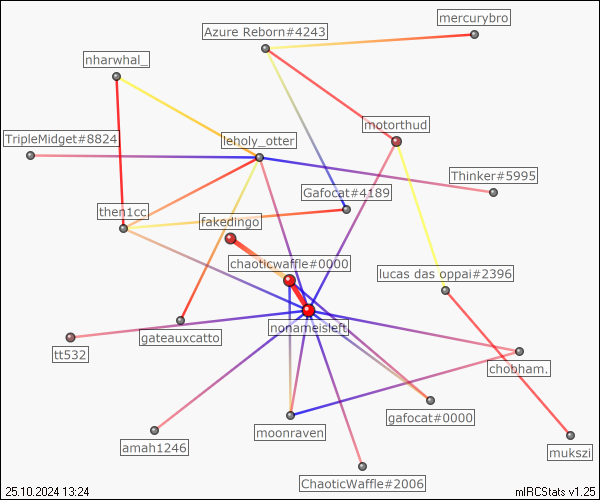 mercurybro
Azure Reborn#4243
nharwhal_
motorthud
TripleMidget#8824
leholy_otter
Thinker#5995
Gafocat#4189
then1cc
fakedingo
chaoticwaffle#0000
lucas das oppai#2396
nonameisleft
gateauxcatto
tt532
chobham.
gafocat#0000
moonraven
amah1246
mukszi
ChaoticWaffle#2006
25.10.2024 13:24
mIRCStats v1.25